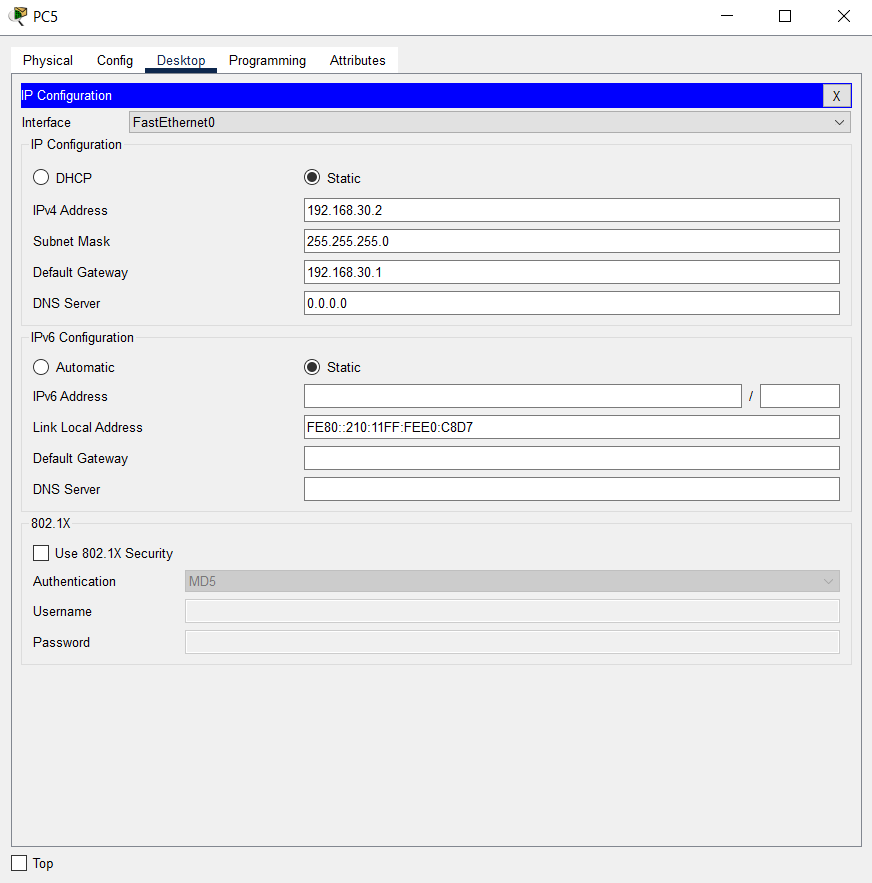 PC5
Physical Config Desktop Programming Attributes
IP Configuration X
Interface FastEthernet0
IP Configuration
DHCP Static
IPv4 Address 192.168.30.2
Subnet Mask 255.255.255.0
Default Gateway 192.168.30.1
DNS Server 0.0.0.0
IPv6 Configuration
Automatic Static
IPv6 Address /
Link Local Address FE80::210:11FF:FEE0:C8D7
Default Gateway
DNS Server
802.1X
Use 802.1X Security
Authentication MD5
Username
Password
Top